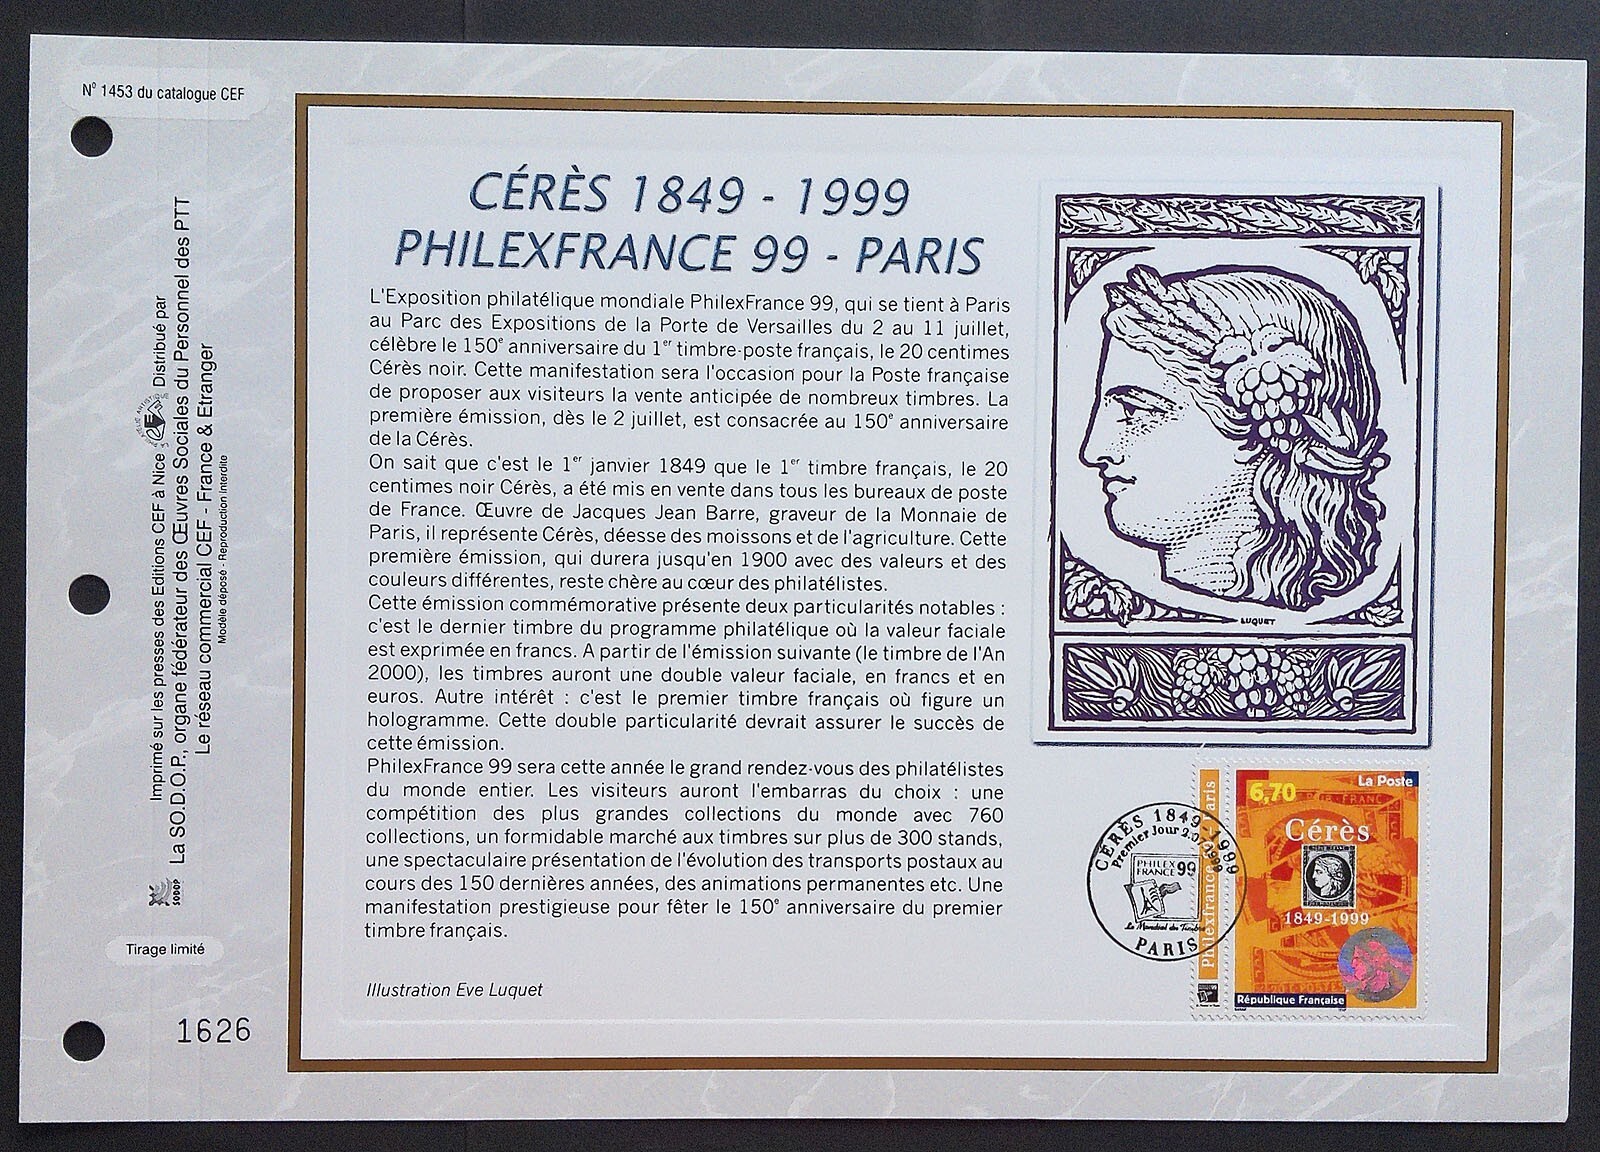 N° 1453 du catalogue CEF
Imprimé sur les presses des Editions CEF à Nice
Distribué par
La SO.D.O.P., organe fédérateur des Œuvres Sociales du Personnel des PTT
Le réseau commercial CEF - France & Etranger
Modèle déposé - Reproduction Interdite
SODOP
Tirage limité
1626
CÉRÈS 1849 - 1999
PHILEXFRANCE 99 - PARIS
L'Exposition philatélique mondiale PhilexFrance 99, qui se tient à Paris
au Parc des Expositions de la Porte de Versailles du 2 au 11 juillet,
célèbre le 150e anniversaire du 1er timbre-poste français, le 20 centimes
Cérès noir. Cette manifestation sera l'occasion pour la Poste française
de proposer aux visiteurs la vente anticipée de nombreux timbres. La
première émission, dès le 2 juillet, est consacrée au 150e anniversaire
de la Cérès.
On sait que c'est le 1er janvier 1849 que le 1er timbre français, le 20
centimes noir Cérès, a été mis en vente dans tous les bureaux de poste
de France. Œuvre de Jacques Jean Barre, graveur de la Monnaie de
Paris, il représente Cérès, déesse des moissons et de l'agriculture. Cette
première émission, qui durera jusqu'en 1900 avec des valeurs et des
couleurs différentes, reste chère au cœur des philatélistes.
Cette émission commémorative présente deux particularités notables :
c'est le dernier timbre du programme philatélique où la valeur faciale
est exprimée en francs. A partir de l'émission suivante (le timbre de l'An
2000), les timbres auront une double valeur faciale, en francs et en
euros. Autre intérêt : c'est le premier timbre français où figure un
hologramme. Cette double particularité devrait assurer le succès de
cette émission.
PhilexFrance 99 sera cette année le grand rendez-vous des philatélistes
du monde entier. Les visiteurs auront l'embarras du choix : une
compétition des plus grandes collections du monde avec 760
collections, un formidable marché aux timbres sur plus de 300 stands,
une spectaculaire présentation de l'évolution des transports postaux au
cours des 150 dernières années, des animations permanentes etc. Une
manifestation prestigieuse pour fêter le 150e anniversaire du premier
timbre français.
Illustration Eve Luquet
LUQUET
CÉRÈS 1849-1999
Premier Jour 2.07.1999
PHILEX
FRANCE 99
Le Mondial du Timbre
PARIS
Philexfrance Paris
La Poste
6,70
Cérès
1849-1999
République Française